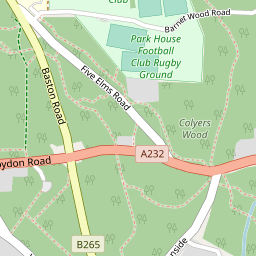 Club
Barnet Wood Road
Park House
Football
Club Rugby
Ground
Baston Road
Five Elms Road
Colyers
Wood
ydon Road
A232
B265
nside